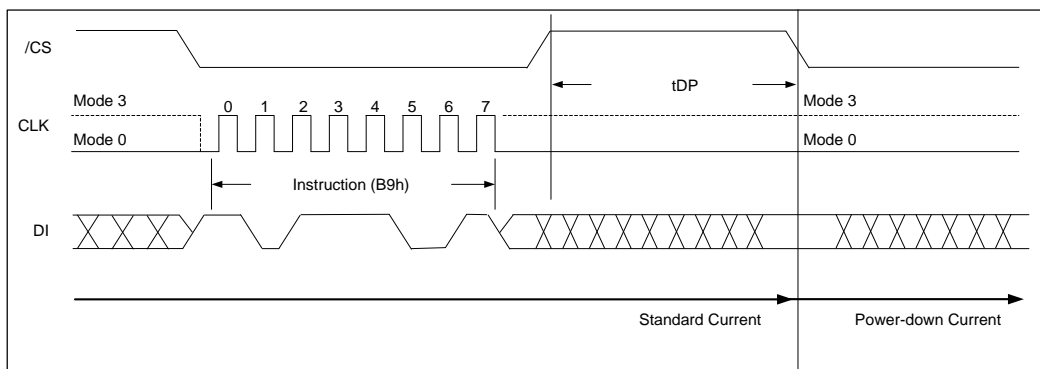 /CS
tDP
Mode 3
0 1 2 3 4 5 6 7
Mode 3
CLK
Mode 0
Mode 0
Instruction (B9h)
DI
Standard Current
Power-down Current